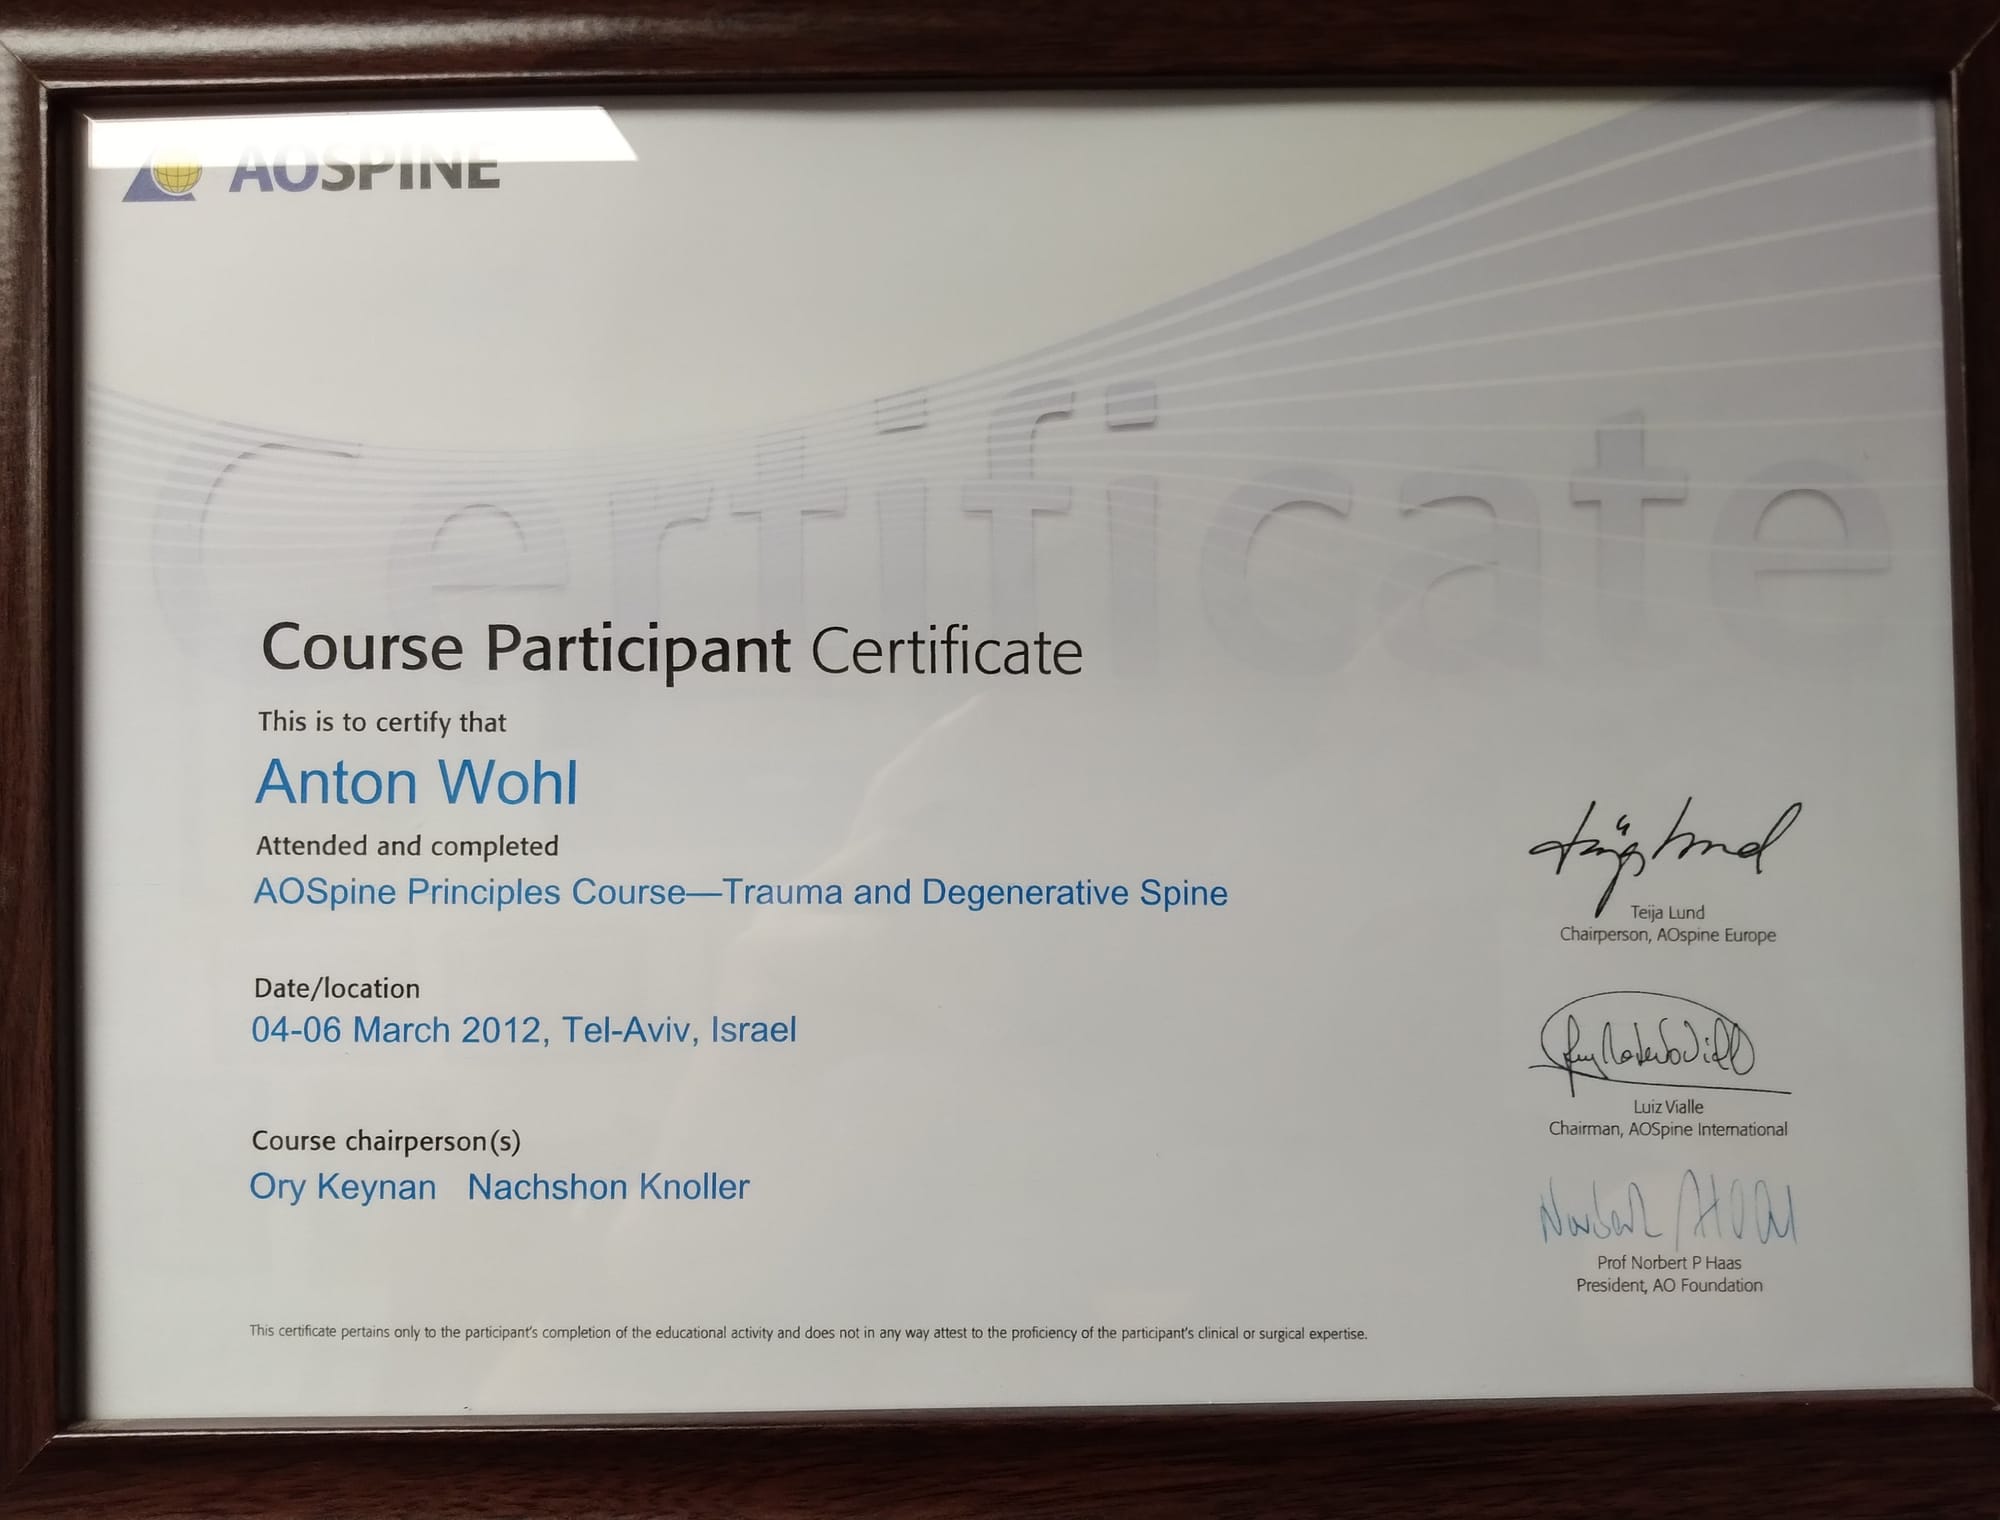 AOSPINE
Certificate
Course Participant Certificate
This is to certify that
Anton Wohl
Attended and completed
AOSpine Principles Course—Trauma and Degenerative Spine
Date/location
04-06 March 2012, Tel-Aviv, Israel
Course chairperson(s)
Ory Keynan   Nachshon Knoller
Teija Lund
Chairperson, AOspine Europe
Luiz Vialle
Chairman, AOSpine International
Prof Norbert P Haas
President, AO Foundation
This certificate pertains only to the participant's completion of the educational activity and does not in any way attest to the proficiency of the participant's clinical or surgical expertise.